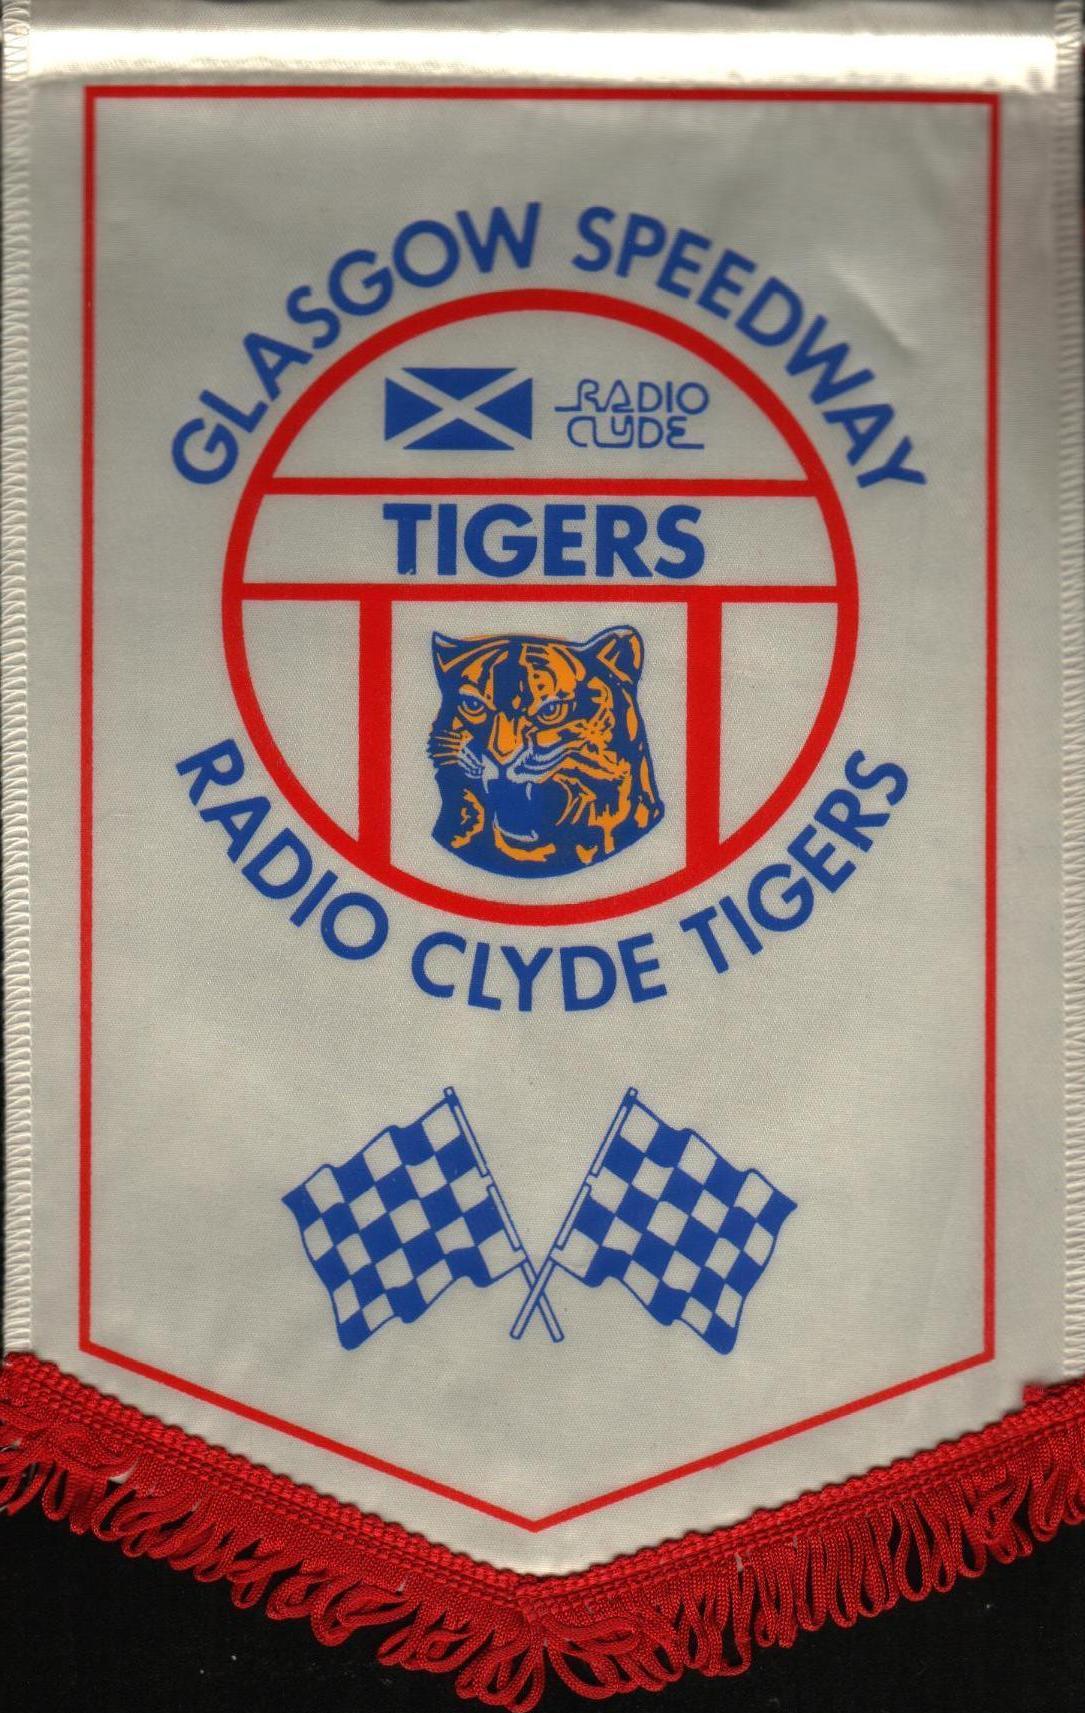 GLASGOW SPEEDWAY
RADIO
CLYDE
TIGERS
RADIO CLYDE TIGERS